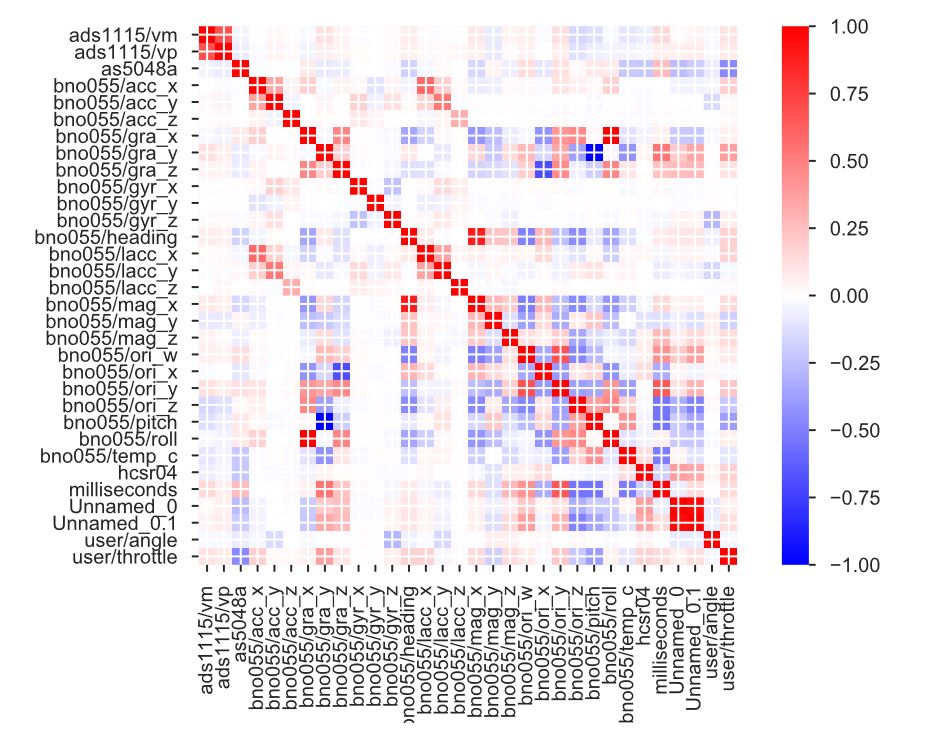 ads1115/vm
ads1115/vp
as5048a
bno055/acc_x
bno055/acc_y
bno055/acc_z
bno055/gra_x
bno055/gra_y
bno055/gra_z
bno055/gyr_x
bno055/gyr_y
bno055/gyr_z
bno055/heading
bno055/lacc_x
bno055/lacc_y
bno055/lacc_z
bno055/mag_x
bno055/mag_y
bno055/mag_z
bno055/ori_w
bno055/ori_x
bno055/ori_y
bno055/ori_z
bno055/pitch
bno055/roll
bno055/temp_c
hcsr04
milliseconds
Unnamed_0
Unnamed_0.1
user/angle
user/throttle
ads1115/vm
ads1115/vp
as5048a
bno055/acc_x
bno055/acc_y
bno055/acc_z
bno055/gra_x
bno055/gra_y
bno055/gra_z
bno055/gyr_x
bno055/gyr_y
bno055/gyr_z
bno055/heading
bno055/lacc_x
bno055/lacc_y
bno055/lacc_z
bno055/mag_x
bno055/mag_y
bno055/mag_z
bno055/ori_w
bno055/ori_x
bno055/ori_y
bno055/ori_z
bno055/pitch
bno055/roll
bno055/temp_c
hcsr04
milliseconds
Unnamed_0
Unnamed_0.1
user/angle
user/throttle
1.00
0.75
0.50
0.25
0.00
−0.25
−0.50
−0.75
−1.00